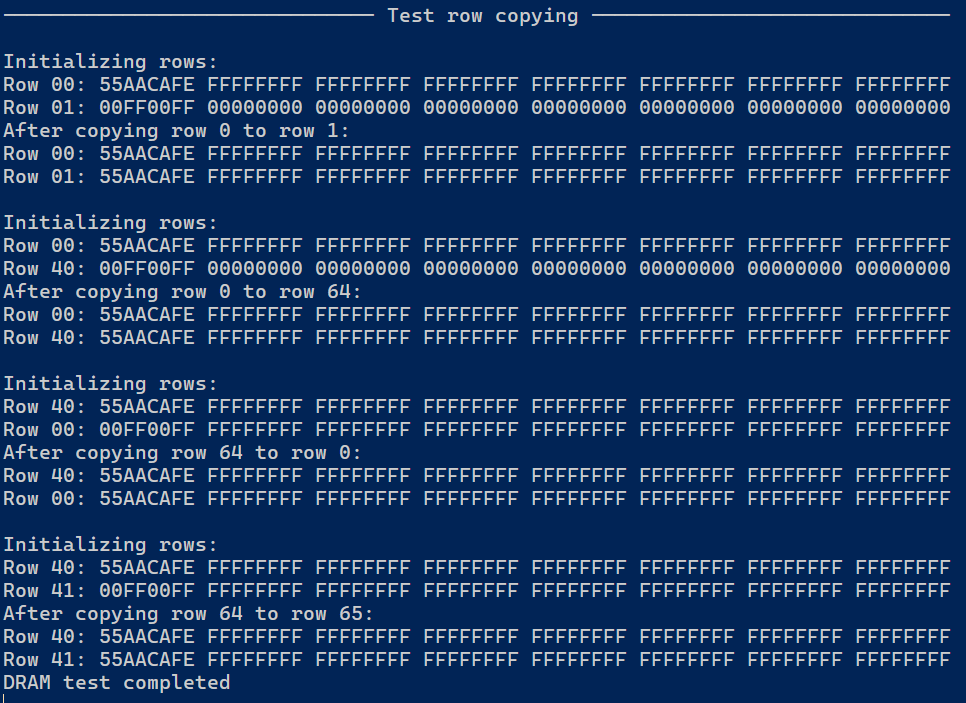 Test row copying
Initializing rows:
Row 00: 55AACAFE FFFFFFFF FFFFFFFF FFFFFFFF FFFFFFFF FFFFFFFF FFFFFFFF FFFFFFFF
Row 01: 00FF00FF 00000000 00000000 00000000 00000000 00000000 00000000 00000000
After copying row 0 to row 1:
Row 00: 55AACAFE FFFFFFFF FFFFFFFF FFFFFFFF FFFFFFFF FFFFFFFF FFFFFFFF FFFFFFFF
Row 01: 55AACAFE FFFFFFFF FFFFFFFF FFFFFFFF FFFFFFFF FFFFFFFF FFFFFFFF FFFFFFFF
Initializing rows:
Row 00: 55AACAFE FFFFFFFF FFFFFFFF FFFFFFFF FFFFFFFF FFFFFFFF FFFFFFFF FFFFFFFF
Row 40: 00FF00FF 00000000 00000000 00000000 00000000 00000000 00000000 00000000
After copying row 0 to row 64:
Row 00: 55AACAFE FFFFFFFF FFFFFFFF FFFFFFFF FFFFFFFF FFFFFFFF FFFFFFFF FFFFFFFF
Row 40: 55AACAFE FFFFFFFF FFFFFFFF FFFFFFFF FFFFFFFF FFFFFFFF FFFFFFFF FFFFFFFF
Initializing rows:
Row 40: 55AACAFE FFFFFFFF FFFFFFFF FFFFFFFF FFFFFFFF FFFFFFFF FFFFFFFF FFFFFFFF
Row 00: 00FF00FF FFFFFFFF FFFFFFFF FFFFFFFF FFFFFFFF FFFFFFFF FFFFFFFF FFFFFFFF
After copying row 64 to row 0:
Row 40: 55AACAFE FFFFFFFF FFFFFFFF FFFFFFFF FFFFFFFF FFFFFFFF FFFFFFFF FFFFFFFF
Row 00: 55AACAFE FFFFFFFF FFFFFFFF FFFFFFFF FFFFFFFF FFFFFFFF FFFFFFFF FFFFFFFF
Initializing rows:
Row 40: 55AACAFE FFFFFFFF FFFFFFFF FFFFFFFF FFFFFFFF FFFFFFFF FFFFFFFF FFFFFFFF
Row 41: 00FF00FF FFFFFFFF FFFFFFFF FFFFFFFF FFFFFFFF FFFFFFFF FFFFFFFF FFFFFFFF
After copying row 64 to row 65:
Row 40: 55AACAFE FFFFFFFF FFFFFFFF FFFFFFFF FFFFFFFF FFFFFFFF FFFFFFFF FFFFFFFF
Row 41: 55AACAFE FFFFFFFF FFFFFFFF FFFFFFFF FFFFFFFF FFFFFFFF FFFFFFFF FFFFFFFF
DRAM test completed